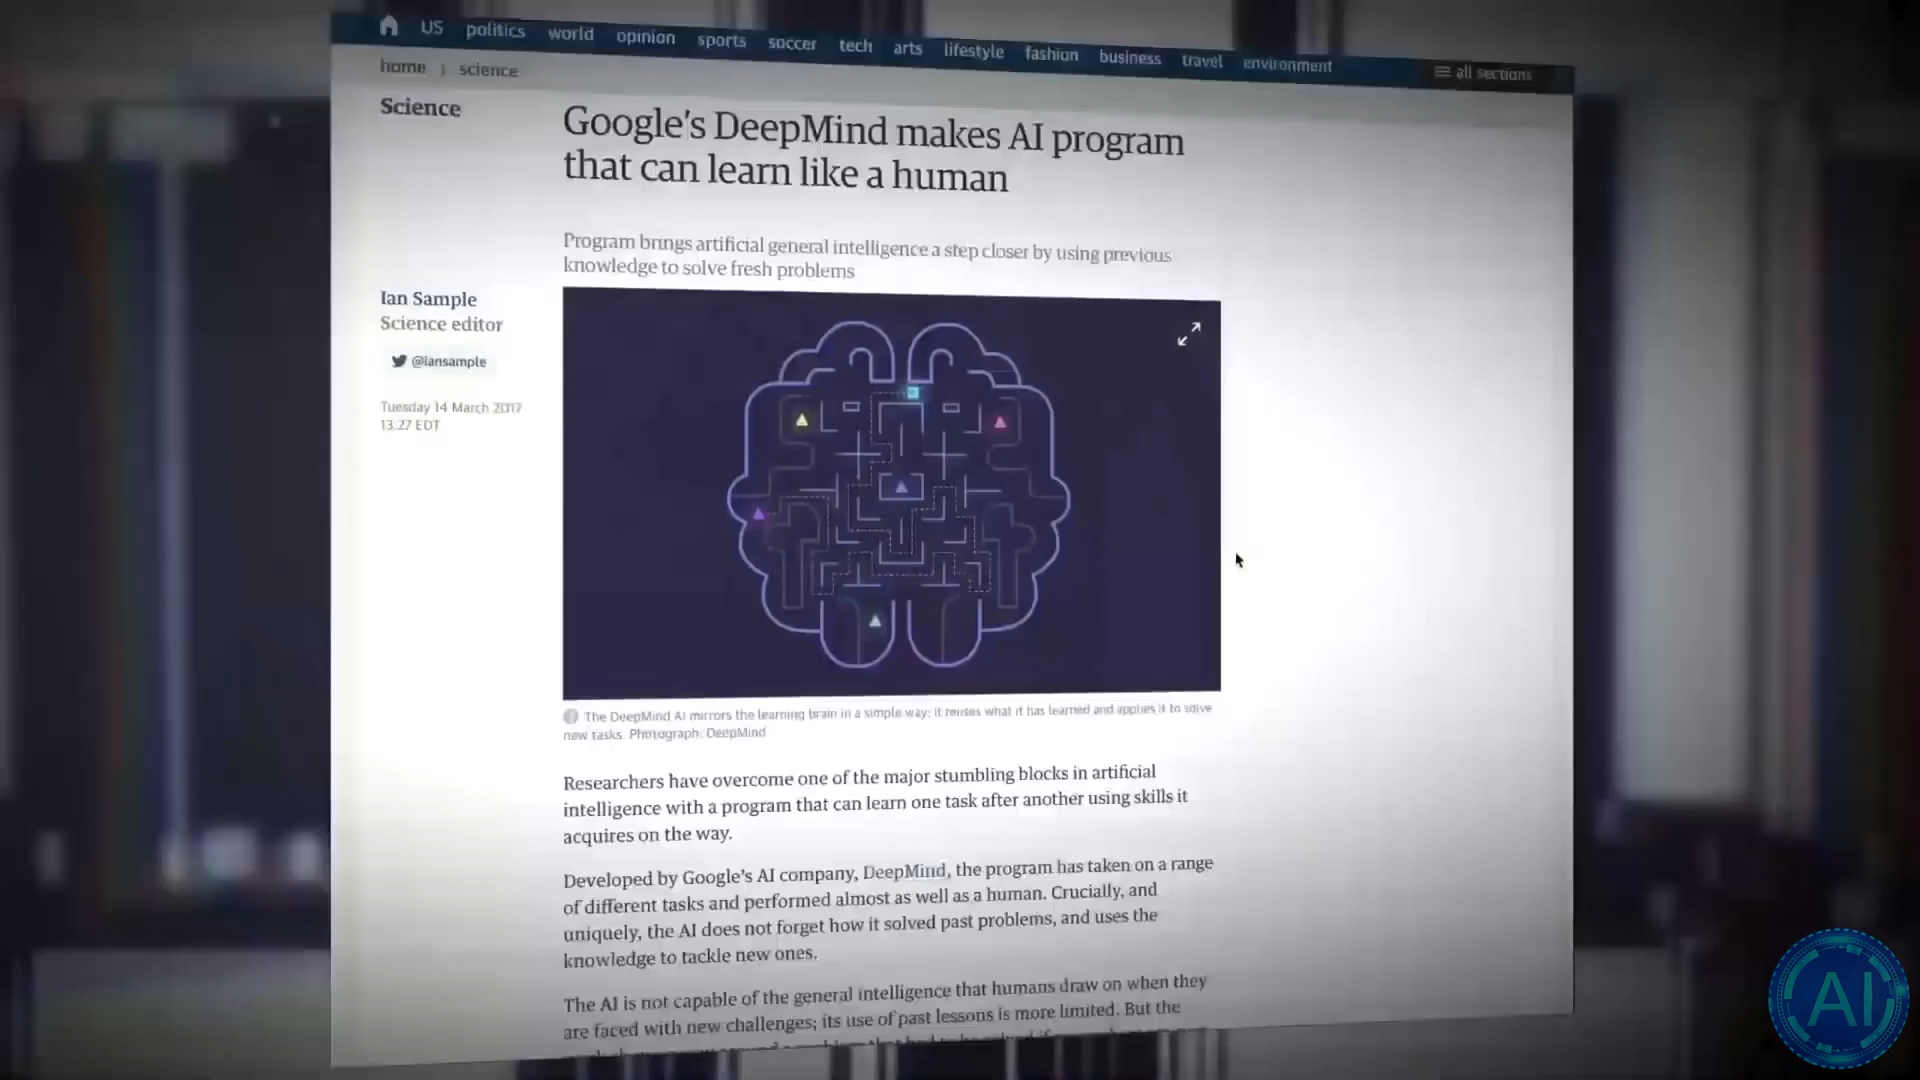 US politics world opinion sports soccer tech arts lifestyle fashion business travel environment all sections
home science
Science
Google's DeepMind makes AI program
that can learn like a human
Program brings artificial general intelligence a step closer by using previous
knowledge to solve fresh problems
Ian Sample
Science editor
@iansample
Tuesday 14 March 2017
13.27 EDT
The DeepMind AI mirrors the learning brain in a simple way; it reuses what it has learned and applies it to solve
new tasks. Photograph: DeepMind
Researchers have overcome one of the major stumbling blocks in artificial
intelligence with a program that can learn one task after another using skills it
acquires on the way.
Developed by Google's AI company, DeepMind, the program has taken on a range
of different tasks and performed almost as well as a human. Crucially, and
uniquely, the AI does not forget how it solved past problems, and uses the
knowledge to tackle new ones.
The AI is not capable of the general intelligence that humans draw on when they
are faced with new challenges; its use of past lessons is more limited. But the
AI